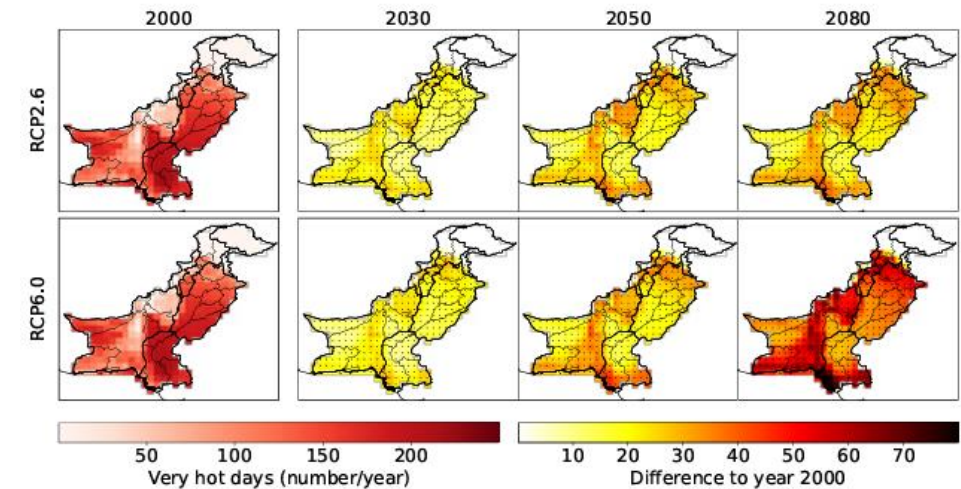 2000 2030 2050 2080
RCP2.6
RCP6.0
50 100 150 200
Very hot days (number/year)
10 20 30 40 50 60 70
Difference to year 2000